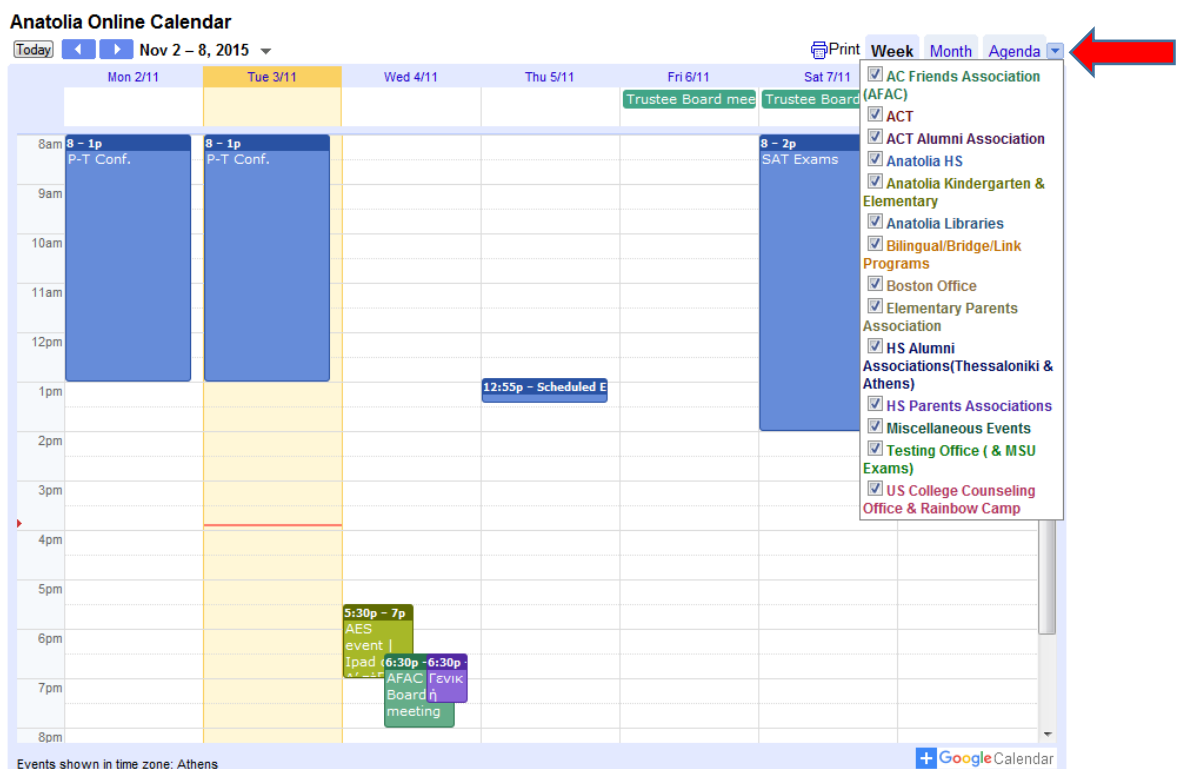 Anatolia Online Calendar
Today Nov 2 – 8, 2015 Print Week Month Agenda
Mon 2/11 Tue 3/11 Wed 4/11 Thu 5/11 Fri 6/11 Sat 7/11
Trustee Board mee Trustee Board
8am
9am
10am
11am
12pm
1pm
2pm
3pm
4pm
5pm
6pm
7pm
8pm
8 – 1p
P-T Conf.
8 – 1p
P-T Conf.
5:30p – 7p
AES
event |
Ipad
6:30p -
AFAC
Board
meeting
6:30p -
Γενικ
ή
12:55p – Scheduled E
8 – 2p
SAT Exams
AC Friends Association
(AFAC)
ACT
ACT Alumni Association
Anatolia HS
Anatolia Kindergarten &
Elementary
Anatolia Libraries
Bilingual/Bridge/Link
Programs
Boston Office
Elementary Parents
Association
HS Alumni
Associations(Thessaloniki &
Athens)
HS Parents Associations
Miscellaneous Events
Testing Office ( & MSU
Exams)
US College Counseling
Office & Rainbow Camp
Events shown in time zone: Athens
Google Calendar